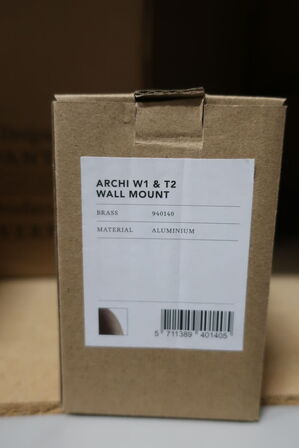 ARCHI W1 & T2
WALL MOUNT
BRASS 940140
MATERIAL ALUMINIUM
5 711389 401405